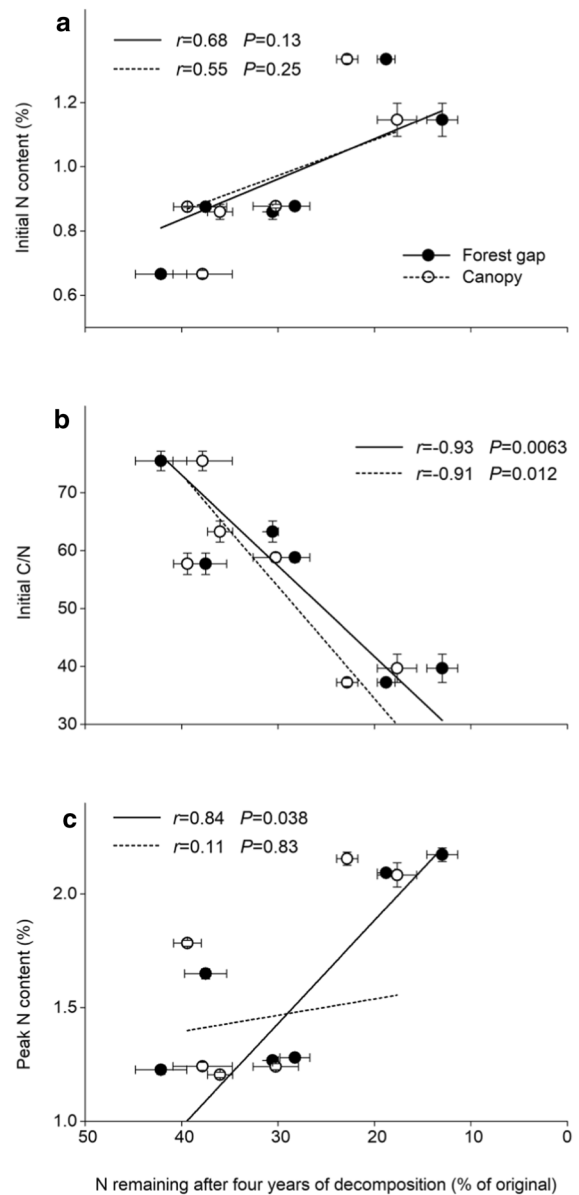 a
r=0.68 P=0.13
r=0.55 P=0.25
1.2
1.0
0.8
0.6
Initial N content (%)
Forest gap
Canopy
b
r=-0.93 P=0.0063
r=-0.91 P=0.012
70
60
50
40
30
Initial C/N
c
r=0.84 P=0.038
r=0.11 P=0.83
2.0
1.5
1.0
Peak N content (%)
50 40 30 20 10 0
N remaining after four years of decomposition (% of original)